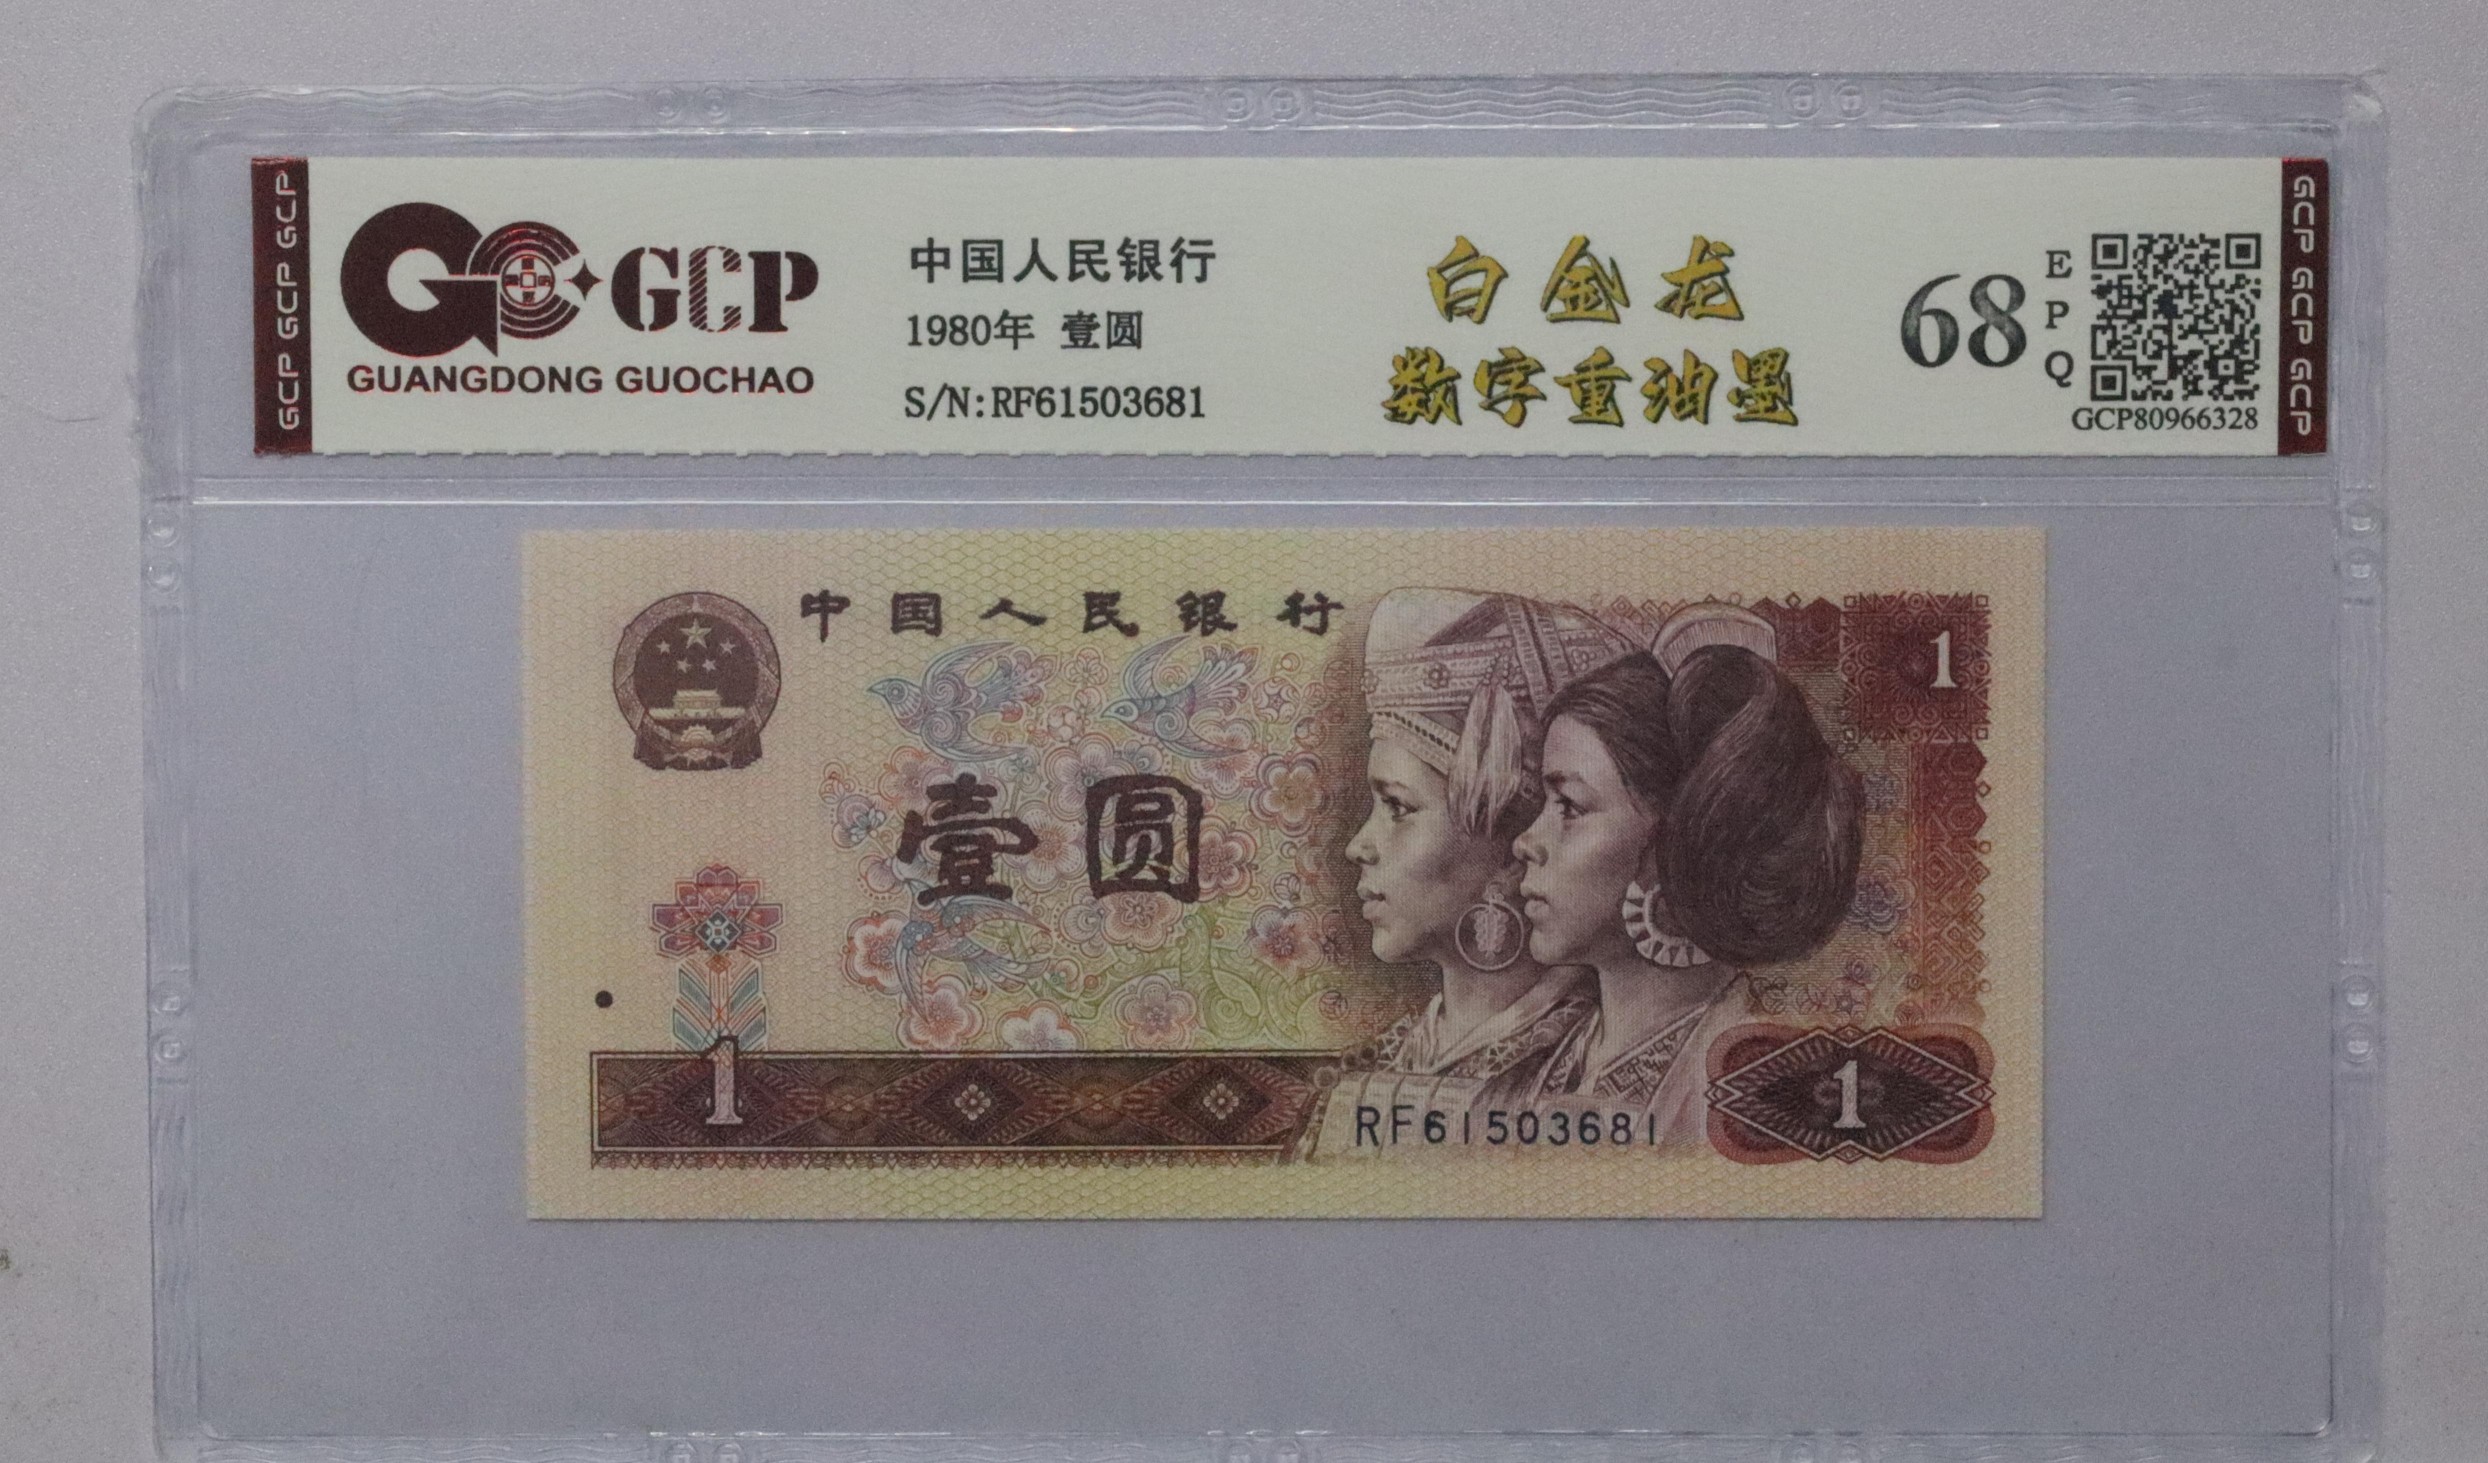 GCP GCP GCP
GCP
GUANGDONG GUOCHAO
中国人民银行
1980年 壹圆
S/N:RF61503681
白金龙
数字重油墨
68
EPQ
GCP80966328
GCP GCP GCP
中国人民银行
1
壹圆
1
RF61503681
1